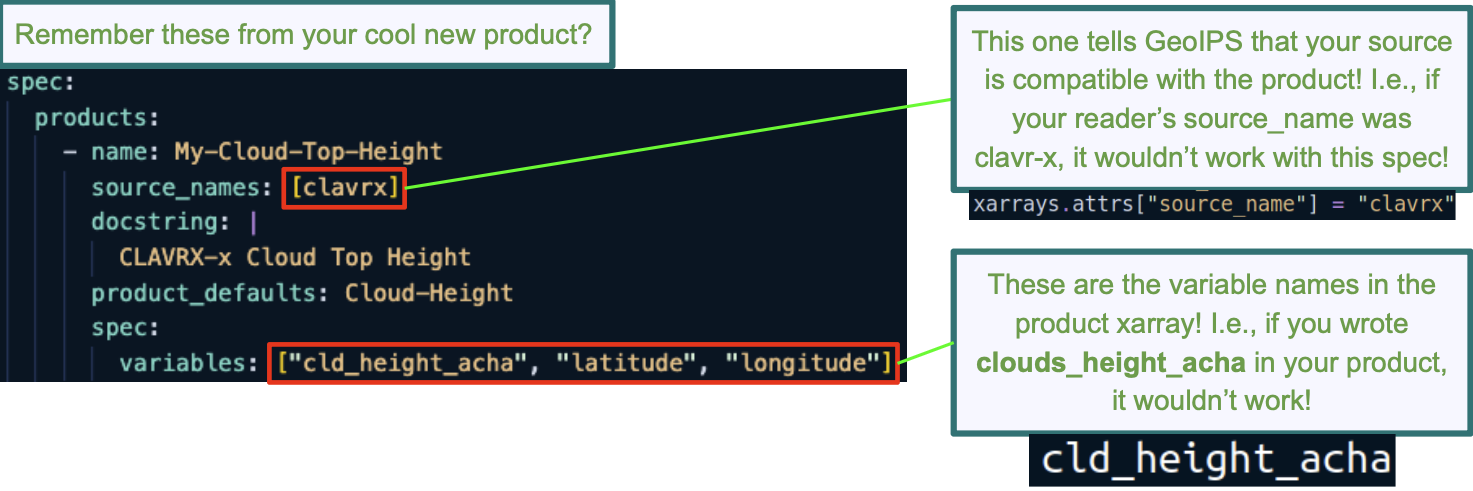 Remember these from your cool new product?
spec:
products:
- name: My-Cloud-Top-Height
source_names: [clavrx]
docstring: |
CLAVRX-x Cloud Top Height
product_defaults: Cloud-Height
spec:
variables: ["cld_height_acha", "latitude", "longitude"]
This one tells GeoIPS that your source
is compatible with the product! I.e., if
your reader’s source_name was
clavr-x, it wouldn’t work with this spec!
xarrays.attrs["source_name"] = "clavrx"
These are the variable names in the
product xarray! I.e., if you wrote
clouds_height_acha in your product,
it wouldn’t work!
cld_height_acha